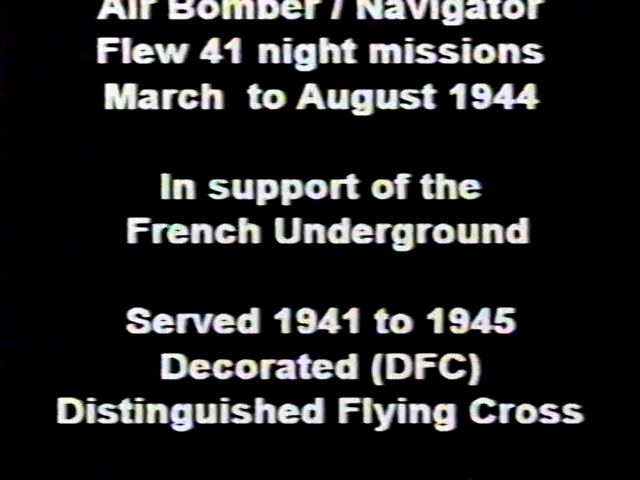 Air Bomber / Navigator
Flew 41 night missions
March to August 1944
In support of the
French Underground
Served 1941 to 1945
Decorated (DFC)
Distinguished Flying Cross